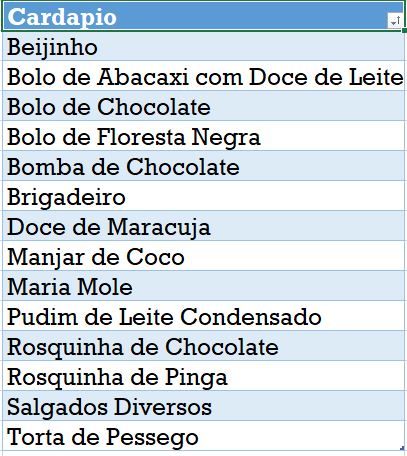 Cardapio
Beijinho
Bolo de Abacaxi com Doce de Leite
Bolo de Chocolate
Bolo de Floresta Negra
Bomba de Chocolate
Brigadeiro
Doce de Maracuja
Manjar de Coco
Maria Mole
Pudim de Leite Condensado
Rosquinha de Chocolate
Rosquinha de Pinga
Salgados Diversos
Torta de Pessego